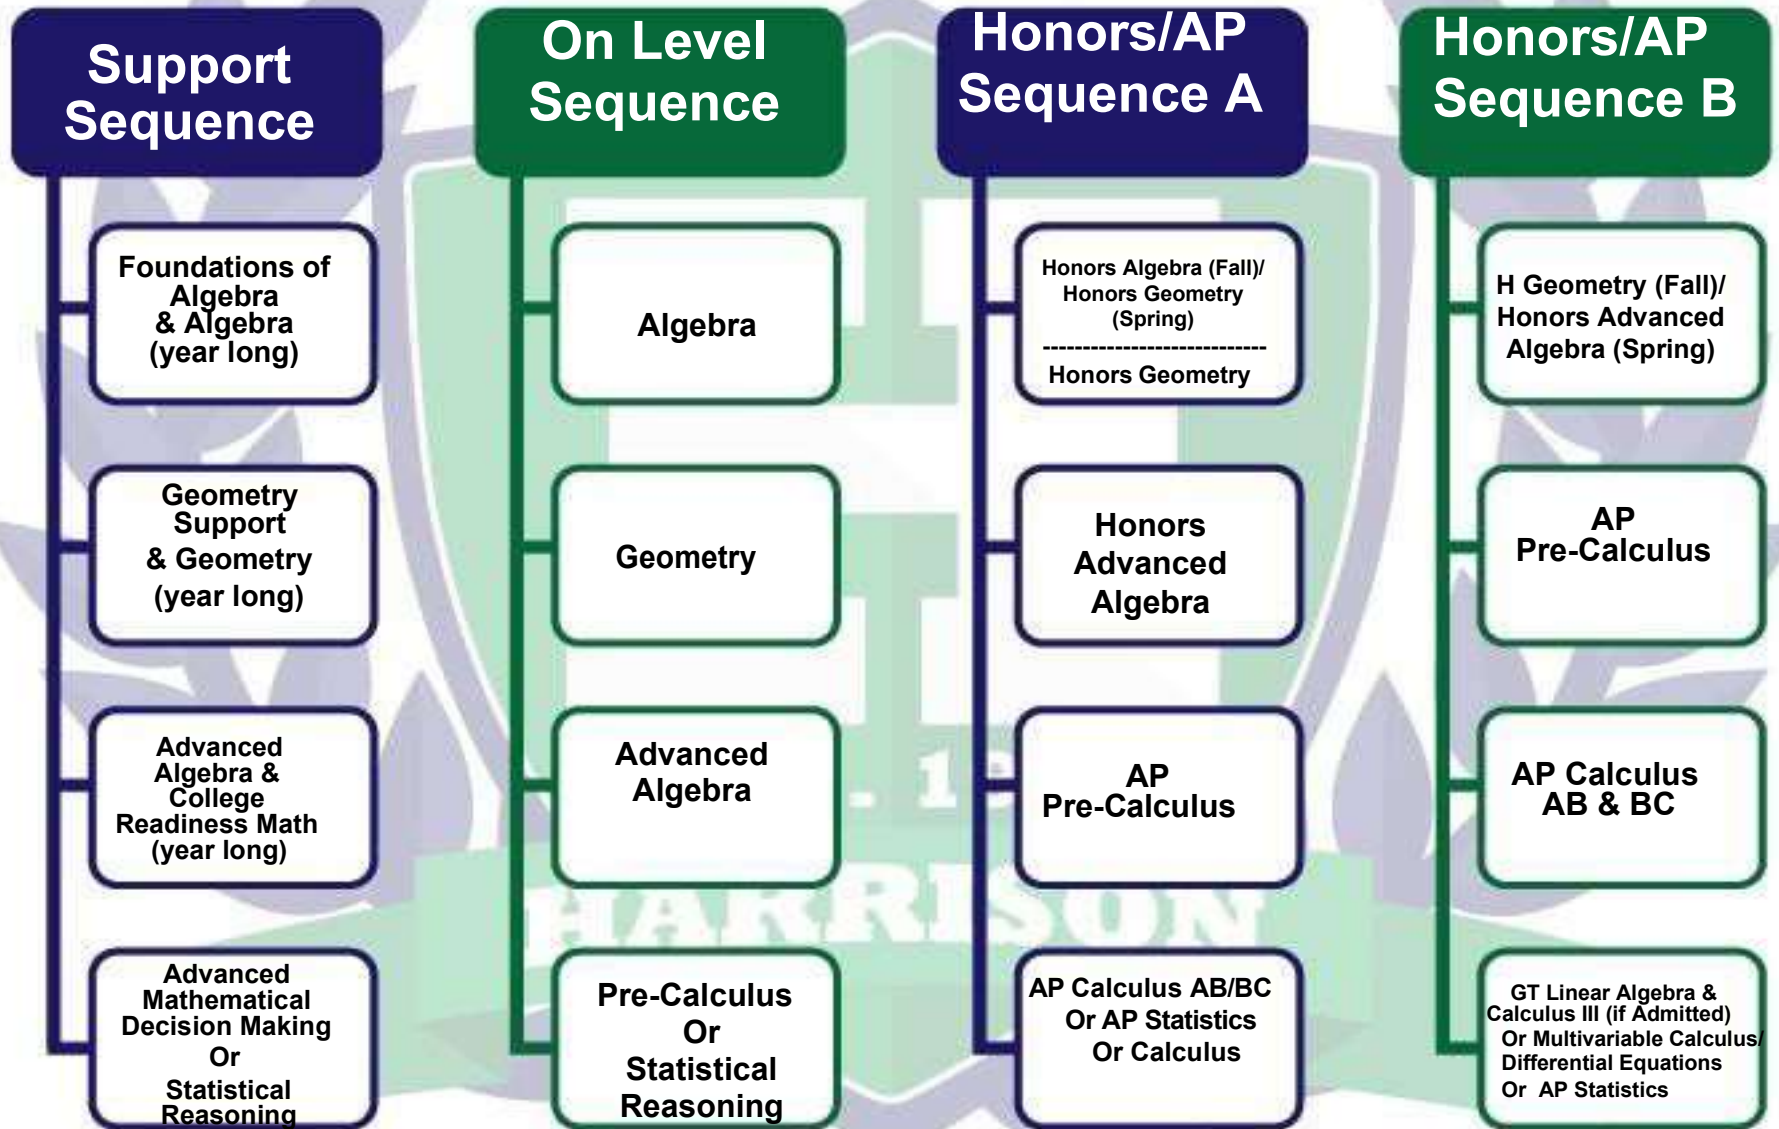 Support
Sequence
Foundations of
Algebra
& Algebra
(year long)
Geometry
Support
& Geometry
(year long)
Advanced
Algebra &
College
Readiness Math
(year long)
Advanced
Mathematical
Decision Making
Or
Statistical
Reasoning
On Level
Sequence
Algebra
Geometry
Advanced
Algebra
Pre-Calculus
Or
Statistical
Reasoning
Honors/AP
Sequence A
Honors Algebra (Fall)/
Honors Geometry
(Spring)
----------------------------
Honors Geometry
Honors
Advanced
Algebra
AP
Pre-Calculus
AP Calculus AB/BC
Or AP Statistics
Or Calculus
Honors/AP
Sequence B
H Geometry (Fall)/
Honors Advanced
Algebra (Spring)
AP
Pre-Calculus
AP Calculus
AB & BC
GT Linear Algebra &
Calculus III (if Admitted)
Or Multivariable Calculus/
Differential Equations
Or AP Statistics
HARRISON